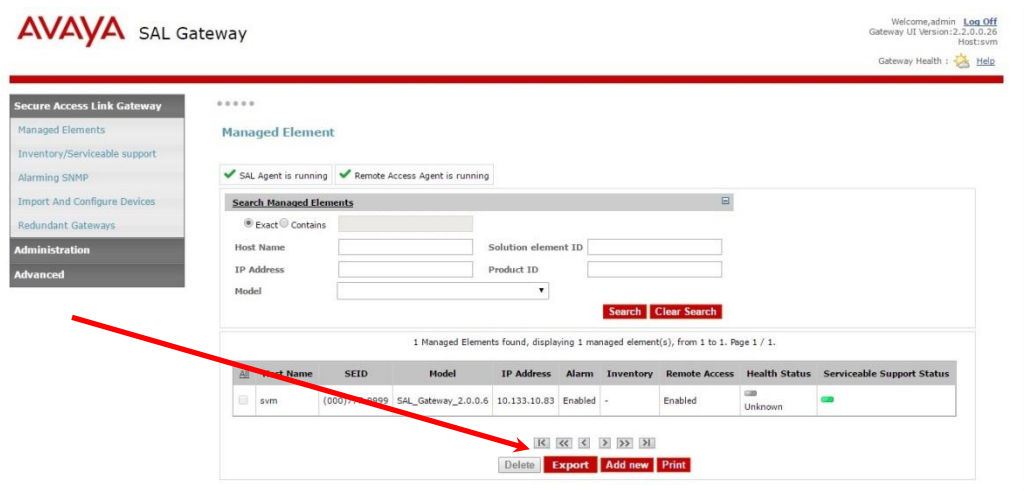 AVAYA SAL Gateway
Welcome,admin Log Off
Gateway UI Version:2.2.0.0.26
Host:svm
Gateway Health : Help
Secure Access Link Gateway
Managed Elements
Inventory/Serviceable support
Alarming SNMP
Import And Configure Devices
Redundant Gateways
Administration
Advanced
Managed Element
SAL Agent is running Remote Access Agent is running
Search Managed Elements
Exact Contains
Host Name Solution element ID
IP Address Product ID
Model
Search Clear Search
1 Managed Elements found, displaying 1 managed element(s), from 1 to 1. Page 1 / 1.
All Host Name SEID Model IP Address Alarm Inventory Remote Access Health Status Serviceable Support Status
svm SAL_Gateway_2.0.0.6 10.133.10.83 Enabled - Enabled Unknown
|< << < > >> >|
Delete Export Add new Print